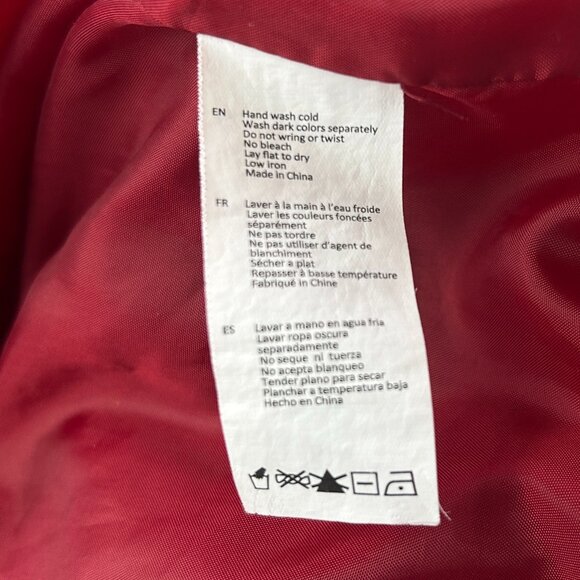 EN Hand wash cold
Wash dark colors separately
Do not wring or twist
No bleach
Lay flat to dry
Low iron
Made in China
FR Laver à la main à l'eau froide
Laver les couleurs foncées
séparément
Ne pas tordre
Ne pas utiliser d'agent de
blanchiment
Sécher a plat
Repasser à basse température
Fabriqué in Chine
ES Lavar a mano en agua fria
Lavar ropa oscura
separadamente
No seque ni tuerza
No acepta blanqueo
Tender plano para secar
Planchar a temperatura baja
Hecho en China